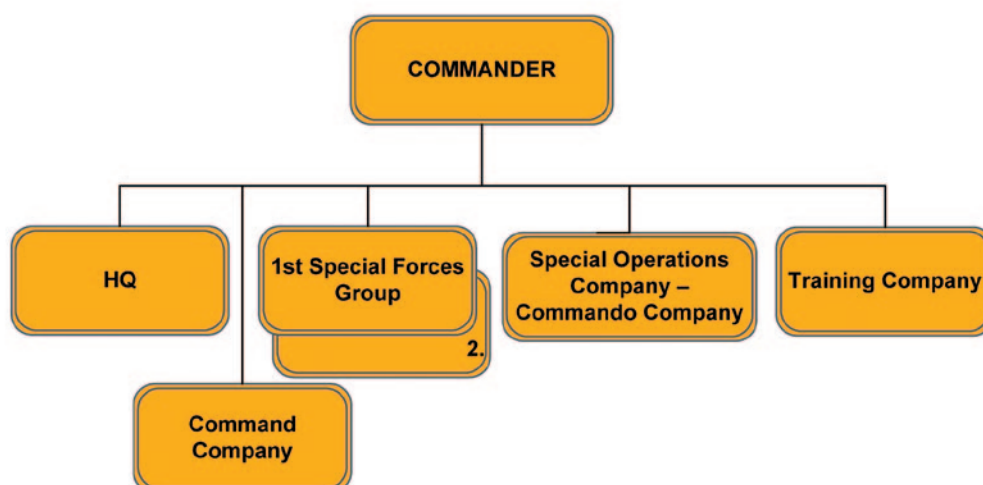 COMMANDER
HQ
1st Special Forces
Group
2.
Special Operations
Company –
Commando Company
Training Company
Command
Company